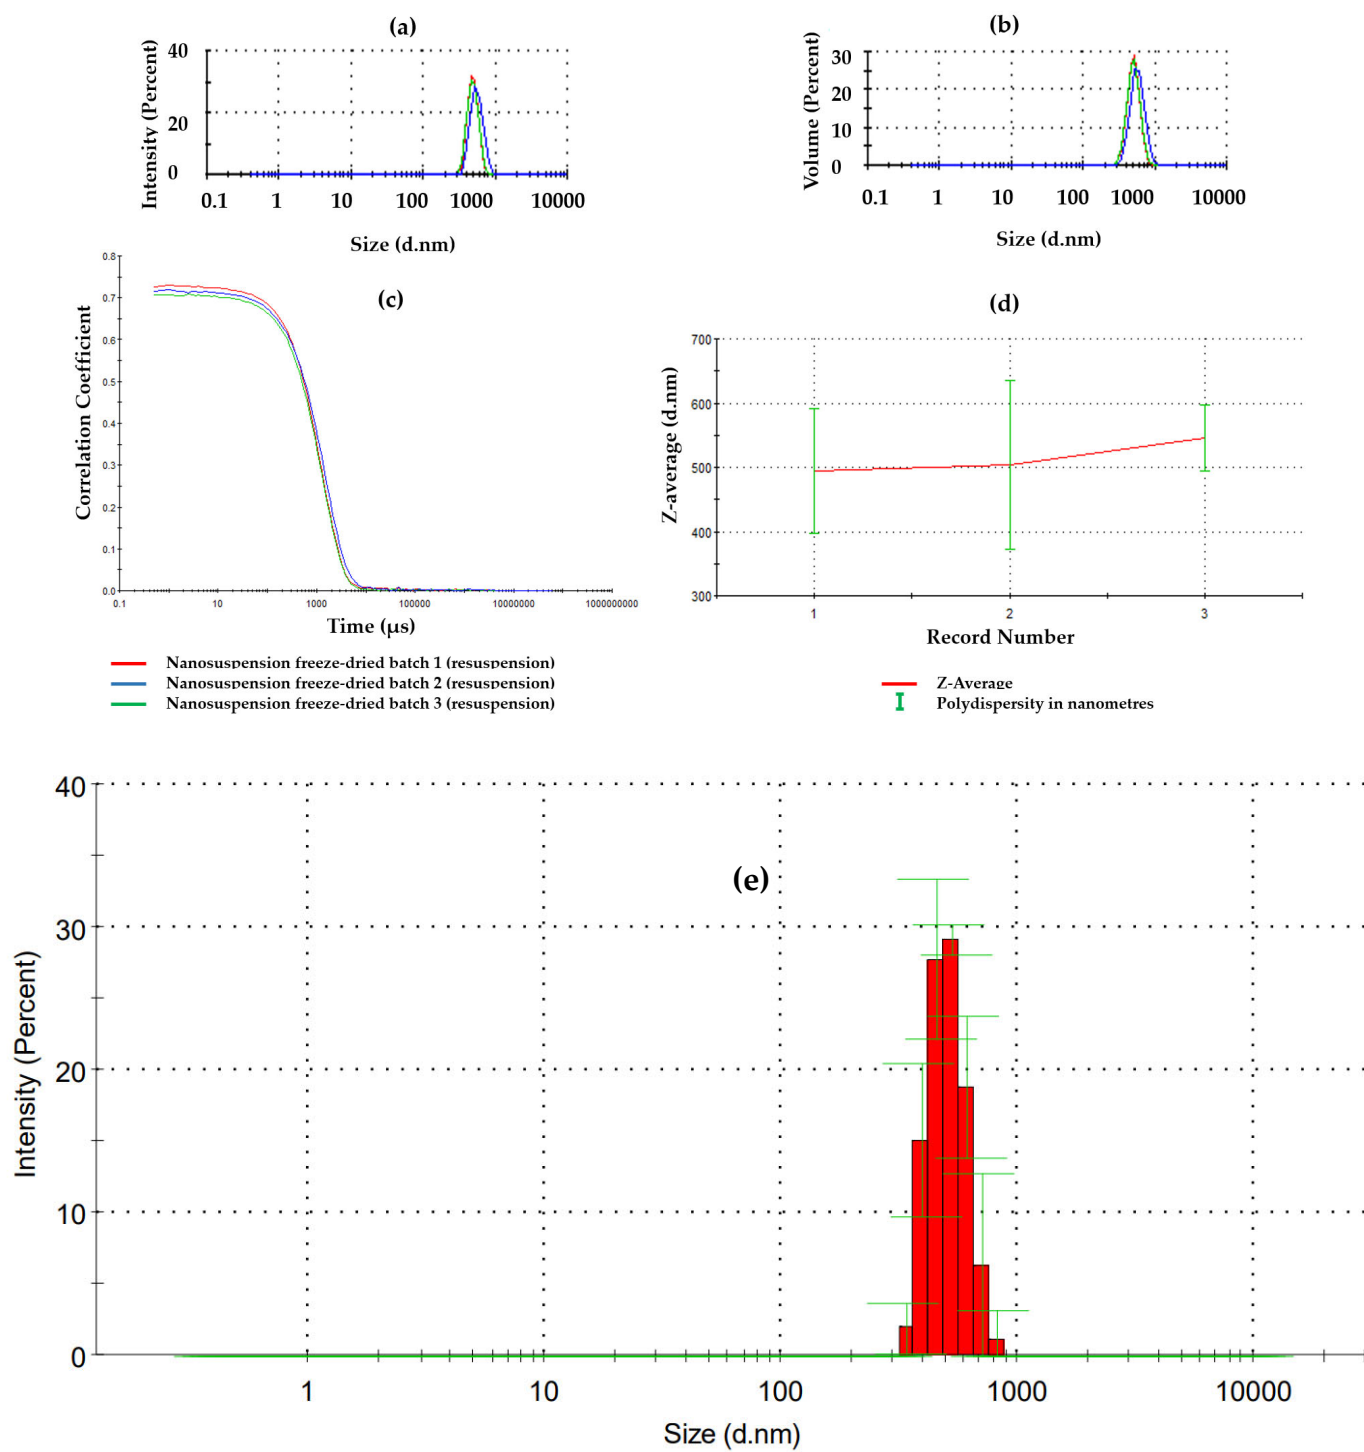 (a)
Intensity (Percent)
40
20
0
0.1 1 10 100 1000 10000
Size (d.nm)
(b)
Volume (Percent)
30
20
10
0
0.1 1 10 100 1000 10000
Size (d.nm)
(c)
Correlation Coefficient
0.8
0.7
0.6
0.5
0.4
0.3
0.2
0.1
0.0
0.1 10 1000 100000 10000000 1000000000
Time (µs)
(d)
Z-average (d.nm)
700
600
500
400
300
1 2 3
Record Number
Nanosuspension freeze-dried batch 1 (resuspension)
Nanosuspension freeze-dried batch 2 (resuspension)
Nanosuspension freeze-dried batch 3 (resuspension)
Z-Average
Polydispersity in nanometres
(e)
Intensity (Percent)
40
30
20
10
0
1 10 100 1000 10000
Size (d.nm)